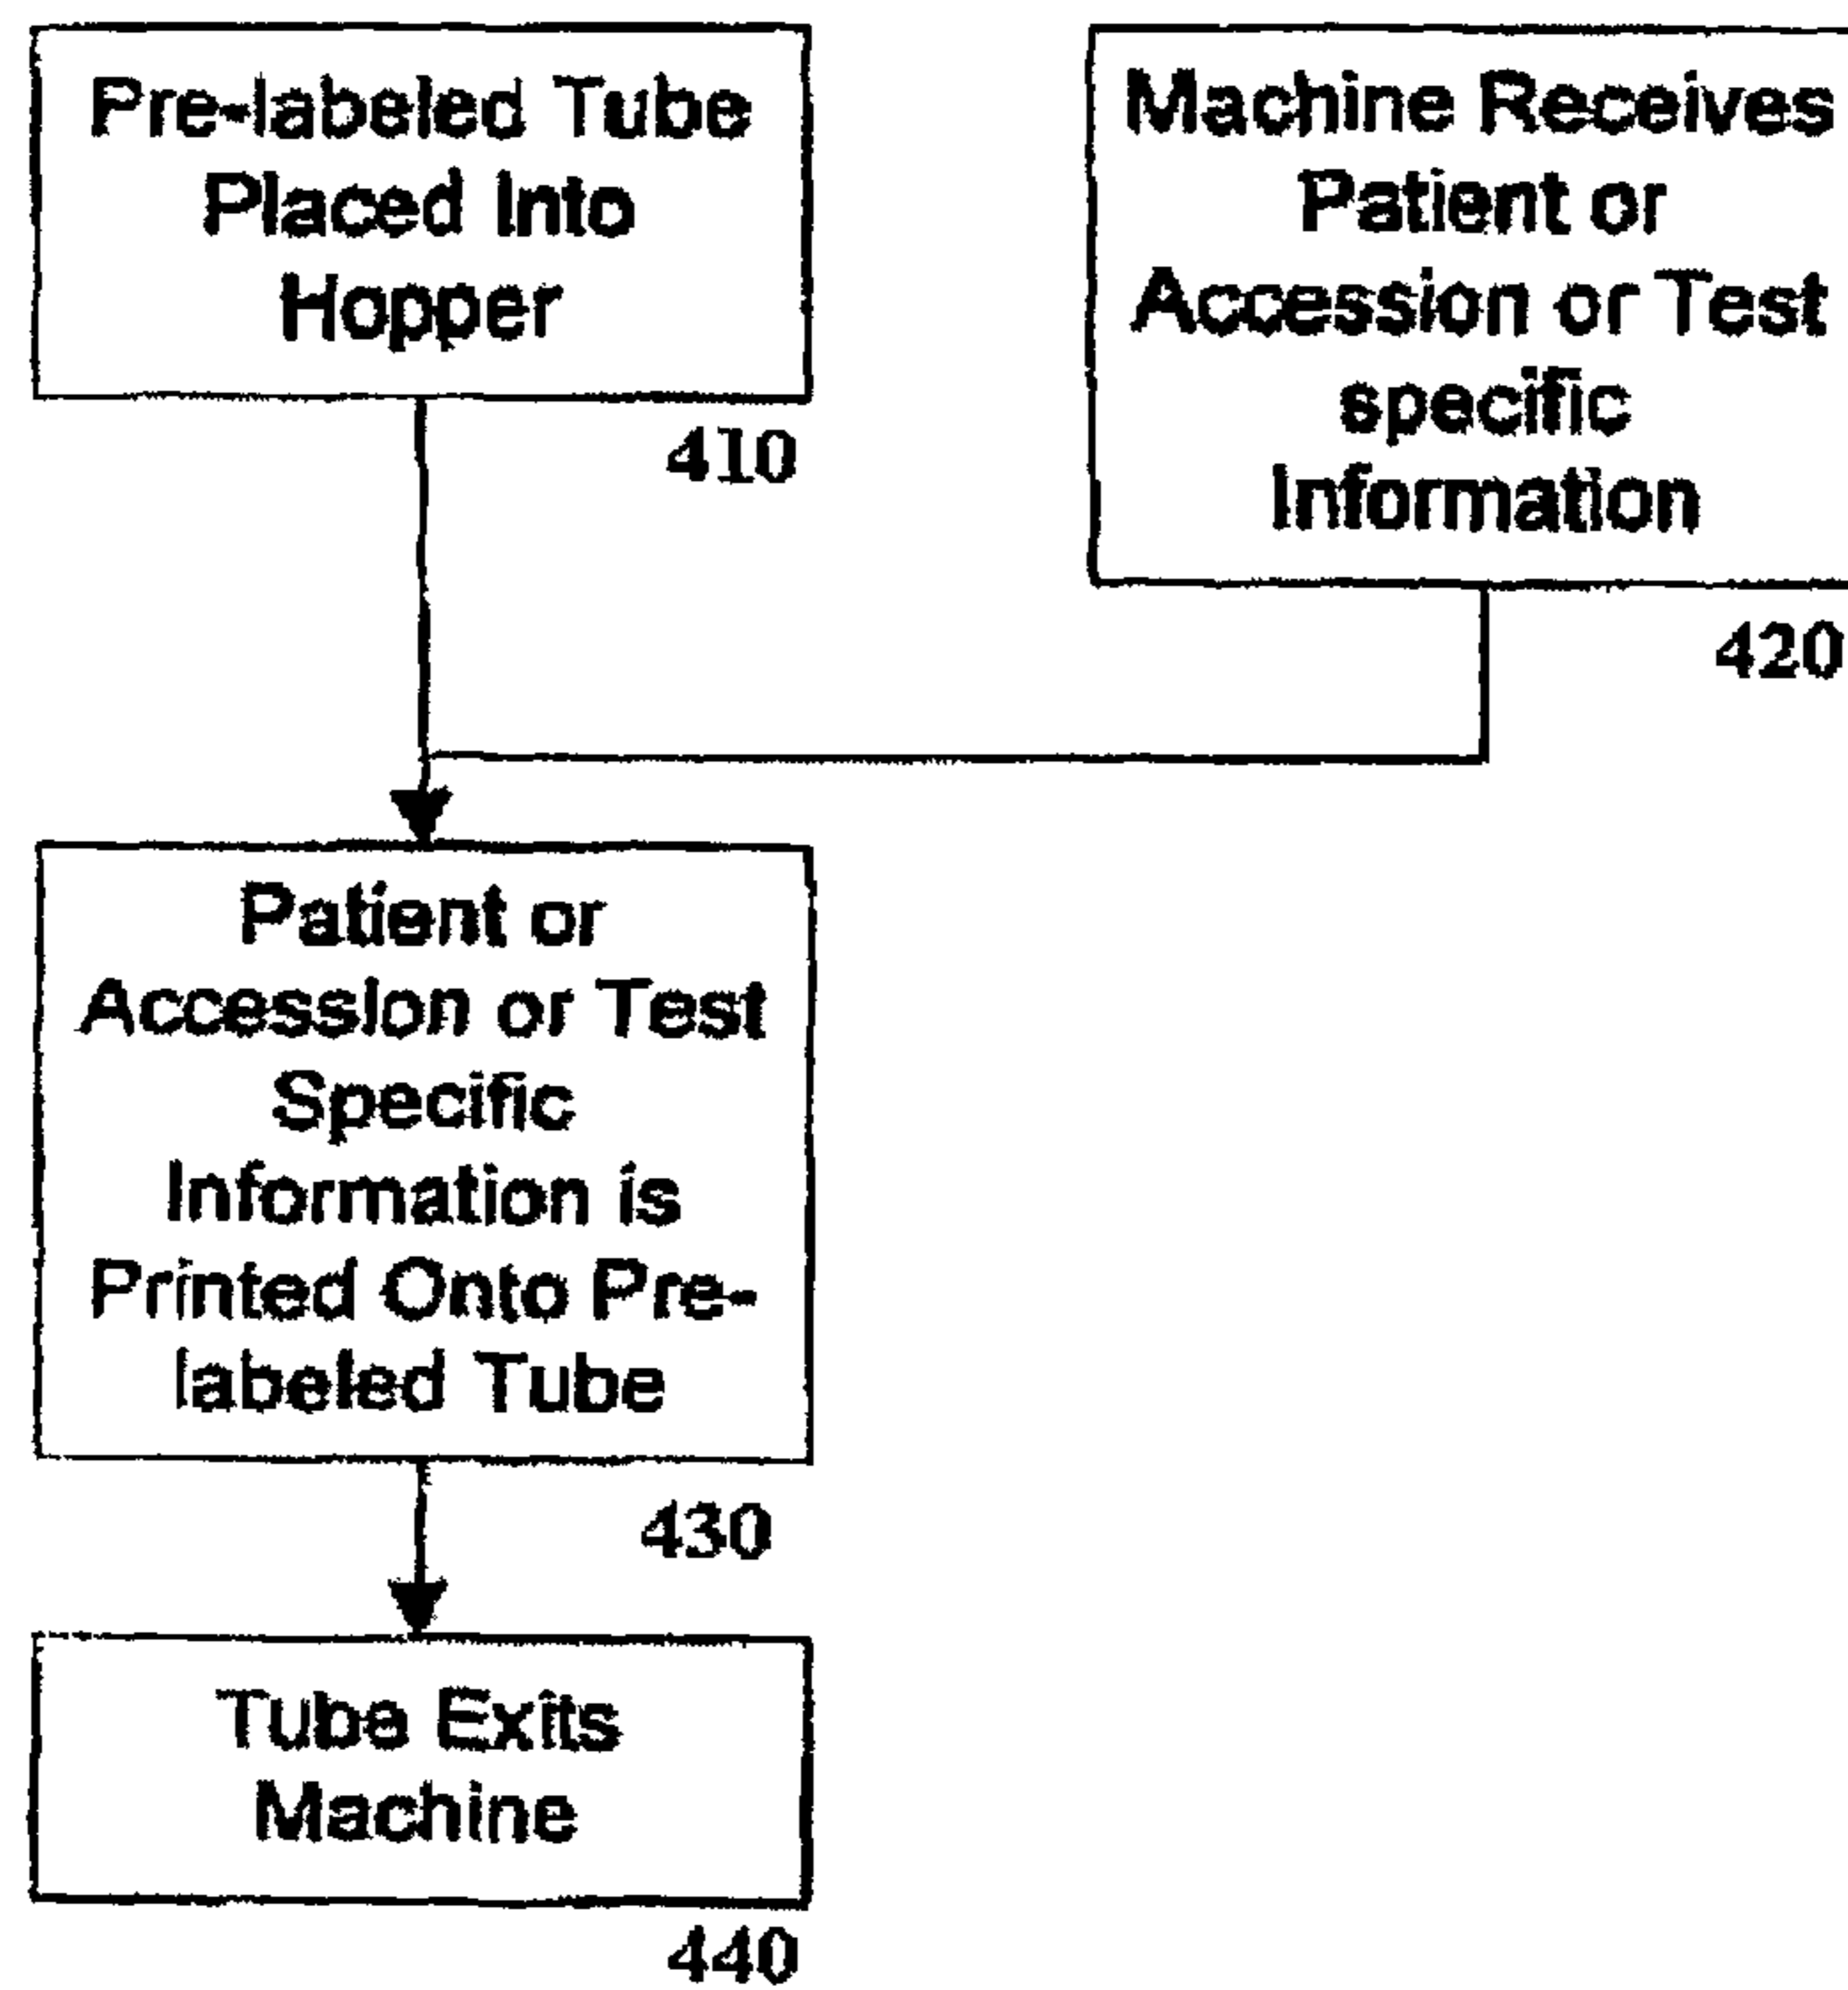 Pre-labeled Tube
Placed Into
Hopper
410
Machine Receives
Patient or
Accession or Test
specific
Information
420
Patient or
Accession or Test
Specific
Information is
Printed Onto Pre-
labeled Tube
430
Tube Exits
Machine
440